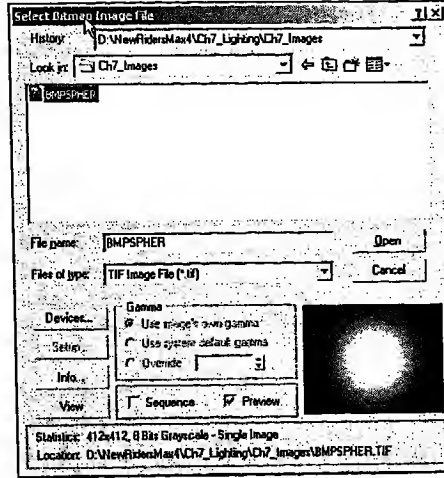 Select Bitmap Image File
History: D:\NewRidersMax4\Ch7_Lighting\Ch7_Images
Look in: Ch7_Images
BMPSPHER
File name: BMPSPHER Open
Files of type: TIF Image File (*.tif) Cancel
Devices...
Setup...
Info...
View
Gamma
Use image's own gamma
Use system default gamma
Override
Sequence Preview
Statistics: 412x412, 8 Bits Grayscale - Single Image
Location: D:\NewRidersMax4\Ch7_Lighting\Ch7_Images\BMPSPHER.TIF